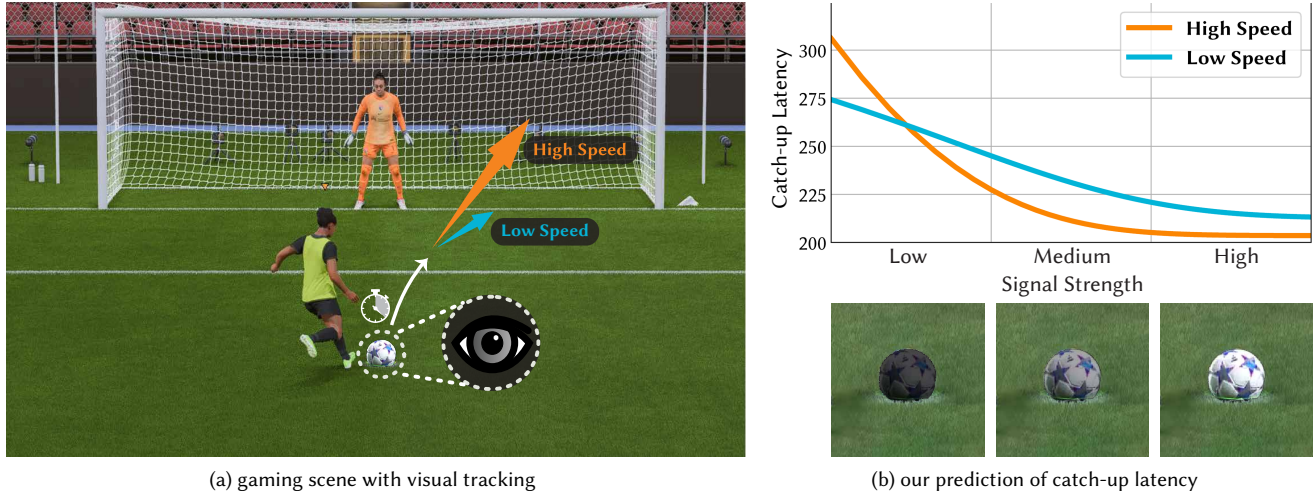 High Speed
Low Speed
(a) gaming scene with visual tracking
High Speed
Low Speed
Catch-up Latency
300
275
250
225
200
Low
Medium
High
Signal Strength
(b) our prediction of catch-up latency